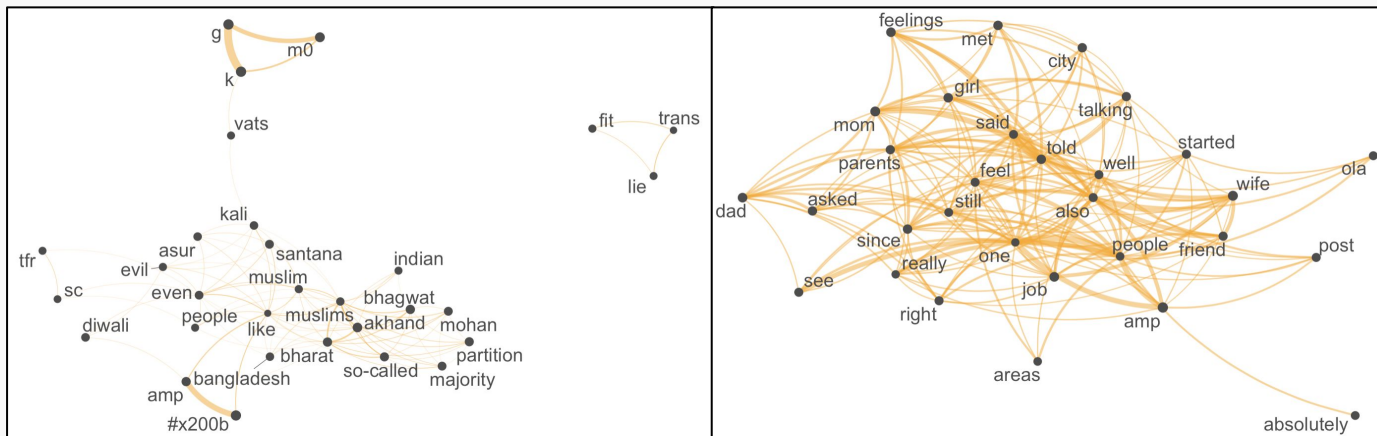 g
m0
k
vats
fit
trans
lie
kali
asur
santana
tfr
evil
muslim
indian
sc
even
bhagwat
people
like
muslims
akhand
mohan
diwali
bharat
partition
bangladesh
so-called
majority
amp
#x200b
feelings
met
city
girl
talking
mom
said
started
parents
told
well
ola
feel
wife
dad
asked
still
also
since
one
people
friend
post
really
see
job
right
amp
areas
absolutely